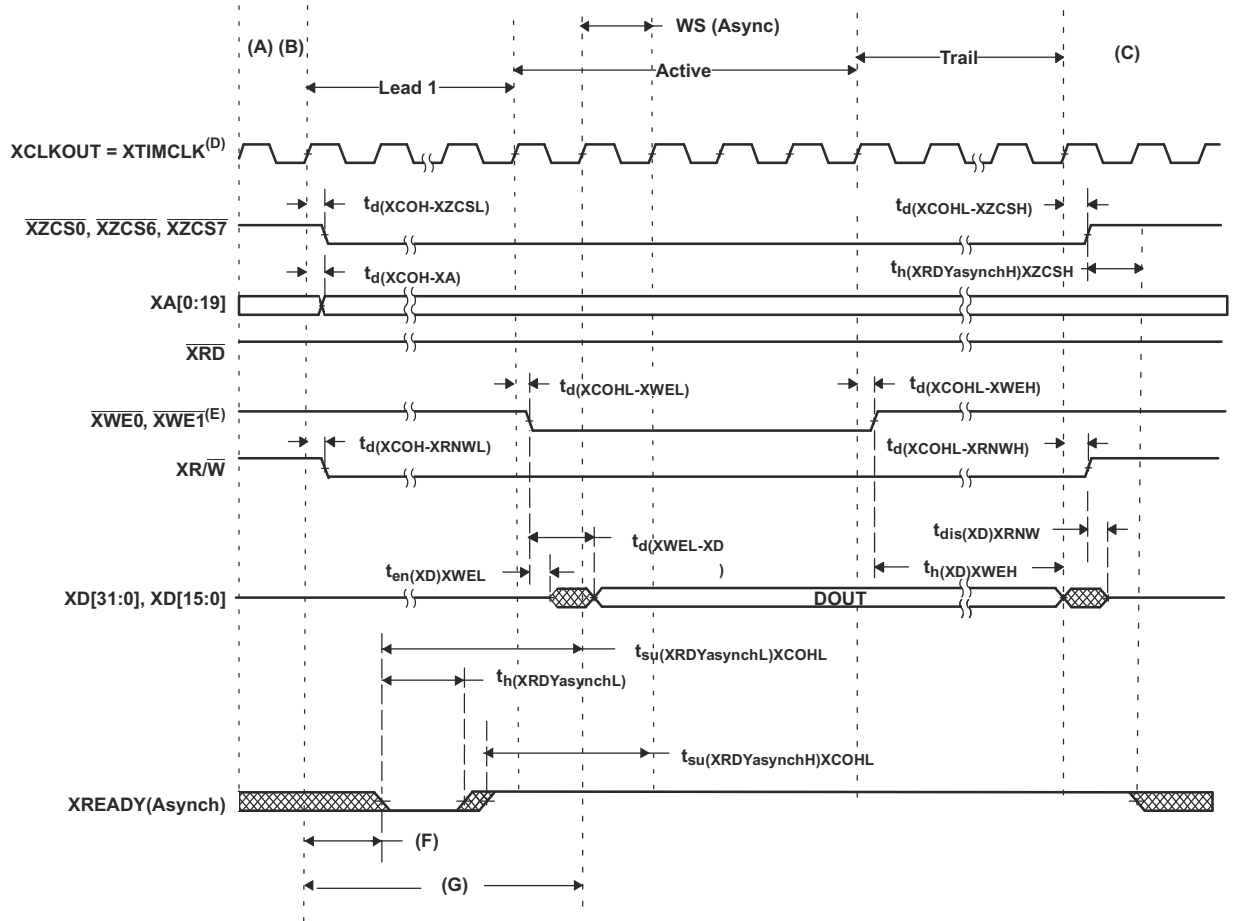 WS (Async)
(A) (B)
Trail
(C)
Active
Lead 1
XCLKOUT = XTIMCLK(D)
td(XCOH-XZCSL)
td(XCOHL-XZCSH)
XZCS0, XZCS6, XZCS7
th(XRDYasynchH)XZCSH
td(XCOH-XA)
XA[0:19]
XRD
td(XCOHL-XWEL)
td(XCOHL-XWEH)
XWE0, XWE1(E)
td(XCOH-XRNWL)
td(XCOHL-XRNWH)
XR/W
tdis(XD)XRNW
td(XWEL-XD
)
ten(XD)XWEL
th(XD)XWEH
XD[31:0], XD[15:0]
DOUT
tsu(XRDYasynchL)XCOHL
th(XRDYasynchL)
tsu(XRDYasynchH)XCOHL
XREADY(Asynch)
(F)
(G)